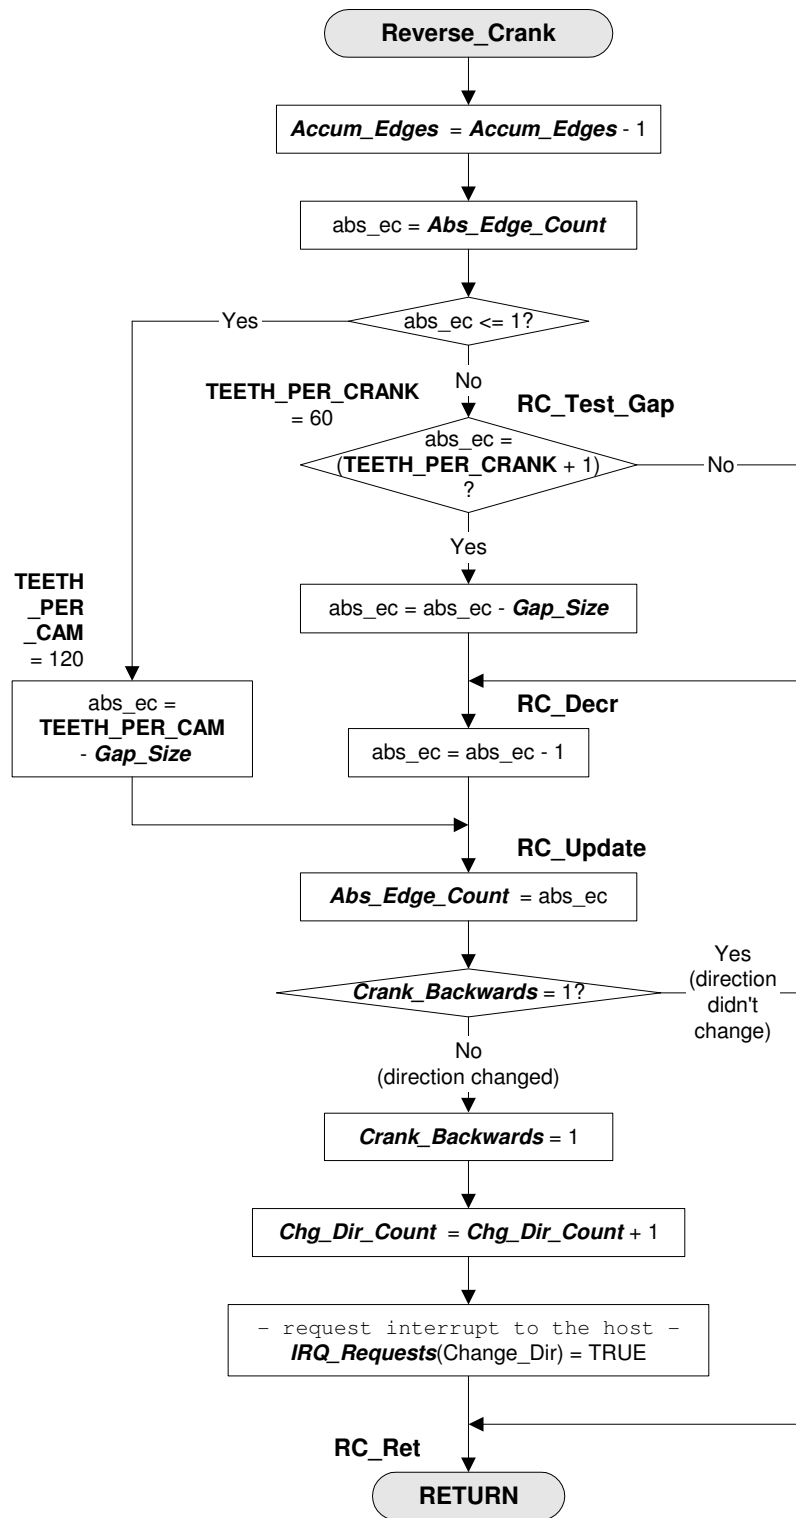 Reverse_Crank
Accum_Edges = Accum_Edges - 1
abs_ec = Abs_Edge_Count
abs_ec <= 1?
Yes
No
TEETH_PER_CRANK
= 60
RC_Test_Gap
abs_ec =
(TEETH_PER_CRANK + 1)
?
No
Yes
abs_ec = abs_ec - Gap_Size
TEETH
_PER
_CAM
= 120
abs_ec =
TEETH_PER_CAM
- Gap_Size
RC_Decr
abs_ec = abs_ec - 1
RC_Update
Abs_Edge_Count = abs_ec
Crank_Backwards = 1?
Yes
(direction
didn't
change)
No
(direction changed)
Crank_Backwards = 1
Chg_Dir_Count = Chg_Dir_Count + 1
- request interrupt to the host -
IRQ_Requests(Change_Dir) = TRUE
RC_Ret
RETURN